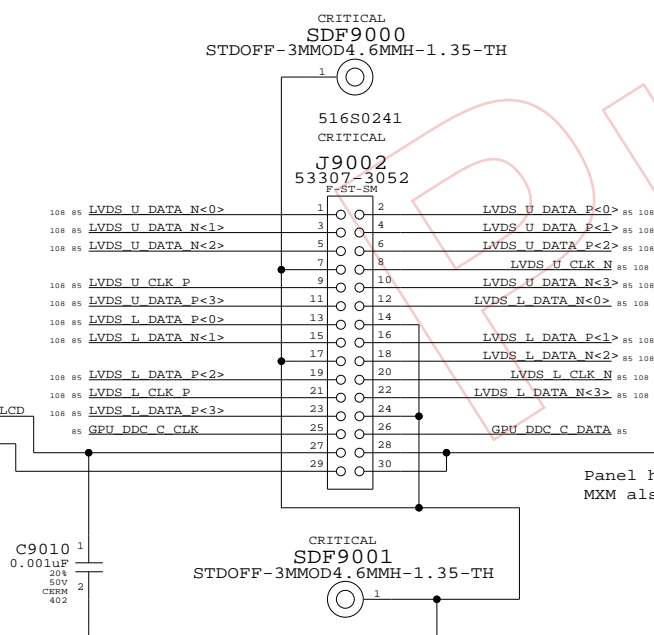 CRITICAL
SDF9000
STDOFF-3MMOD4.6MMH-1.35-TH
1
516S0241
CRITICAL
J9002
53307-3052
F-ST-SM
108 85 LVDS_U_DATA_N<0> 1 2 LVDS_U_DATA_P<0> 85 108
108 85 LVDS_U_DATA_N<1> 3 4 LVDS_U_DATA_P<1> 85 108
108 85 LVDS_U_DATA_N<2> 5 6 LVDS_U_DATA_P<2> 85 108
7 8 LVDS_U_CLK_N 85 108
108 85 LVDS_U_CLK_P 9 10 LVDS_U_DATA_N<3> 85 108
108 85 LVDS_U_DATA_P<3> 11 12 LVDS_L_DATA_N<0> 85 108
108 85 LVDS_L_DATA_P<0> 13 14
108 85 LVDS_L_DATA_N<1> 15 16 LVDS_L_DATA_P<1> 85 108
17 18 LVDS_L_DATA_N<2> 85 108
108 85 LVDS_L_DATA_P<2> 19 20 LVDS_L_CLK_N 85 108
108 85 LVDS_L_CLK_P 21 22 LVDS_L_DATA_N<3> 85 108
LCD 108 85 LVDS_L_DATA_P<3> 23 24
85 GPU_DDC_C_CLK 25 26 GPU_DDC_C_DATA 85
27 28
29 30
Panel h
MXM als
CRITICAL
SDF9001
STDOFF-3MMOD4.6MMH-1.35-TH
1
C9010 1
0.001uF
20%
50V 2
CERM
402